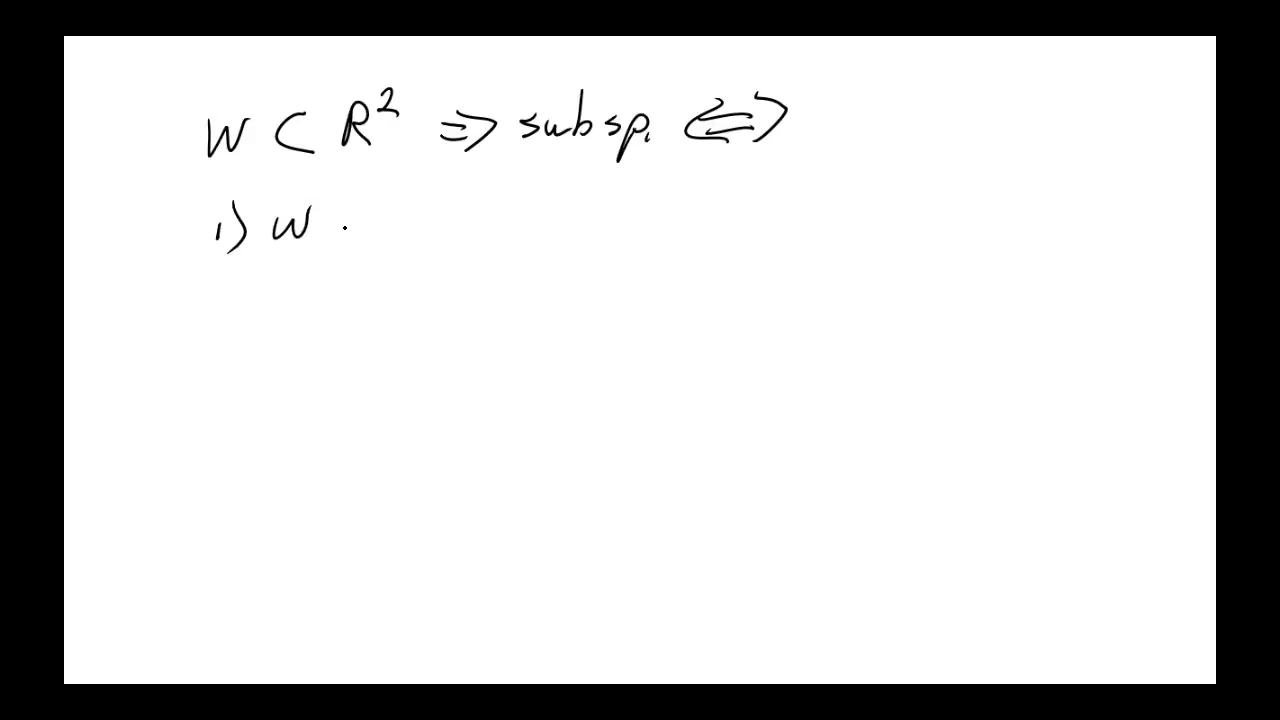 W ⊂ R² ⇒ subsp. ⇔
1) W .